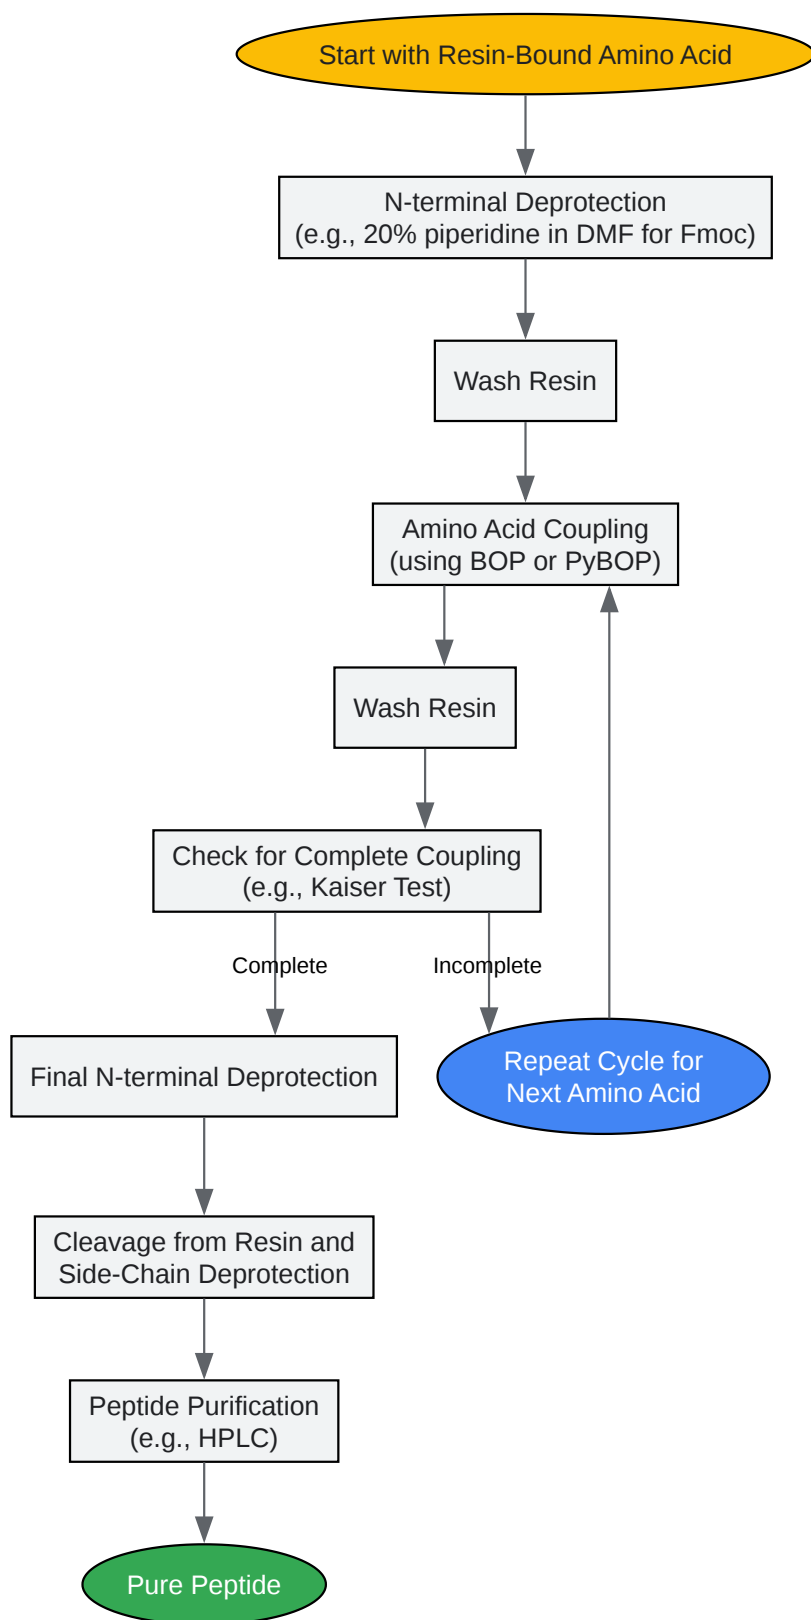 Start with Resin-Bound Amino Acid
N-terminal Deprotection
(e.g., 20% piperidine in DMF for Fmoc)
Wash Resin
Amino Acid Coupling
(using BOP or PyBOP)
Wash Resin
Check for Complete Coupling
(e.g., Kaiser Test)
Complete
Incomplete
Final N-terminal Deprotection
Repeat Cycle for
Next Amino Acid
Cleavage from Resin and
Side-Chain Deprotection
Peptide Purification
(e.g., HPLC)
Pure Peptide